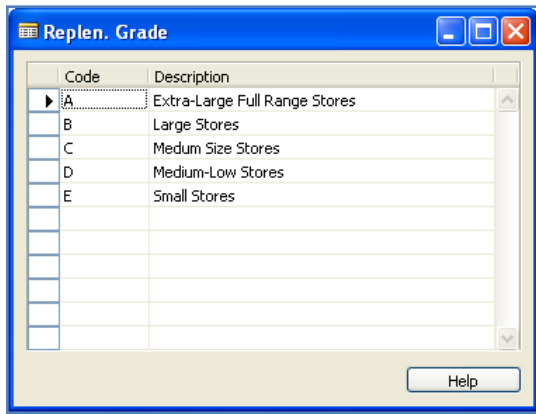 Replen. Grade
Code Description
A Extra-Large Full Range Stores
B Large Stores
C Medum Size Stores
D Medium-Low Stores
E Small Stores
Help